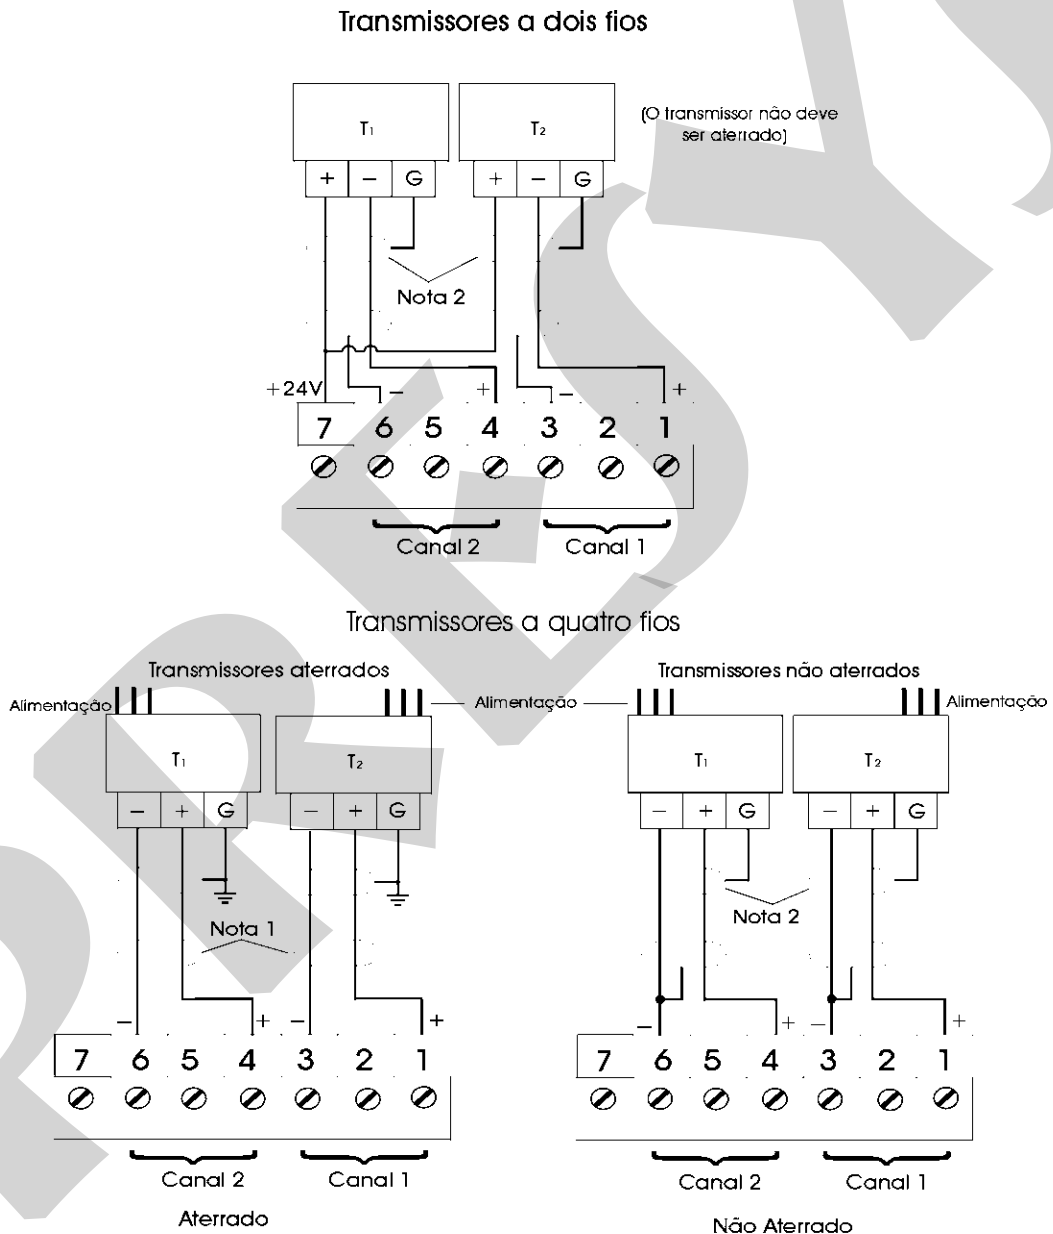 Transmissores a dois fios
T1 T2
(O transmissor não deve
ser aterrado)
+ − G + − G
Nota 2
+24V − + − +
7 6 5 4 3 2 1
Canal 2 Canal 1
Transmissores a quatro fios
Transmissores aterrados Transmissores não aterrados
Alimentação Alimentação Alimentação
T1 T2 T1 T2
− + G − + G − + G − + G
Nota 1 Nota 2
− + − + − + − +
7 6 5 4 3 2 1 7 6 5 4 3 2 1
Canal 2 Canal 1 Canal 2 Canal 1
Aterrado Não Aterrado
PRESYS